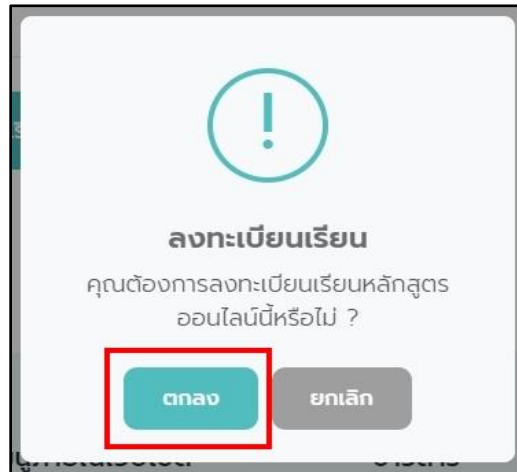 !
ลงทะเบียนเรียน
คุณต้องการลงทะเบียนเรียนหลักสูตร
ออนไลน์นี้หรือไม่ ?
ตกลง
ยกเลิก